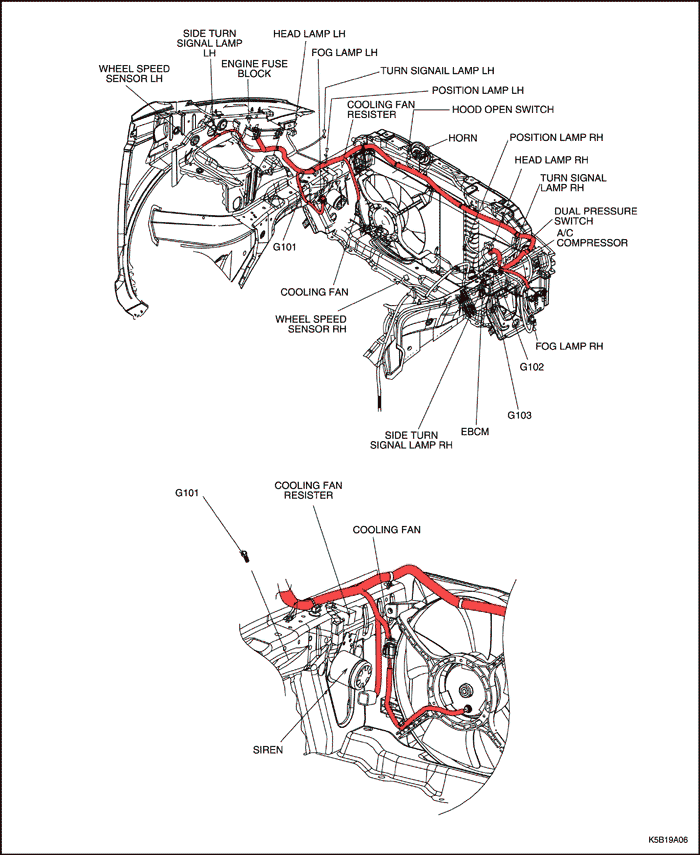 SIDE TURN
SIGNAL LAMP
LH
HEAD LAMP LH
FOG LAMP LH
WHEEL SPEED
SENSOR LH
ENGINE FUSE
BLOCK
TURN SIGNAIL LAMP LH
POSITION LAMP LH
COOLING FAN
RESISTER
HOOD OPEN SWITCH
HORN
POSITION LAMP RH
HEAD LAMP RH
TURN SIGNAL
LAMP RH
DUAL PRESSURE
SWITCH
A/C
COMPRESSOR
G101
COOLING FAN
WHEEL SPEED
SENSOR RH
FOG LAMP RH
G102
G103
EBCM
SIDE TURN
SIGNAL LAMP RH
G101
COOLING FAN
RESISTER
COOLING FAN
SIREN
K5B19A06